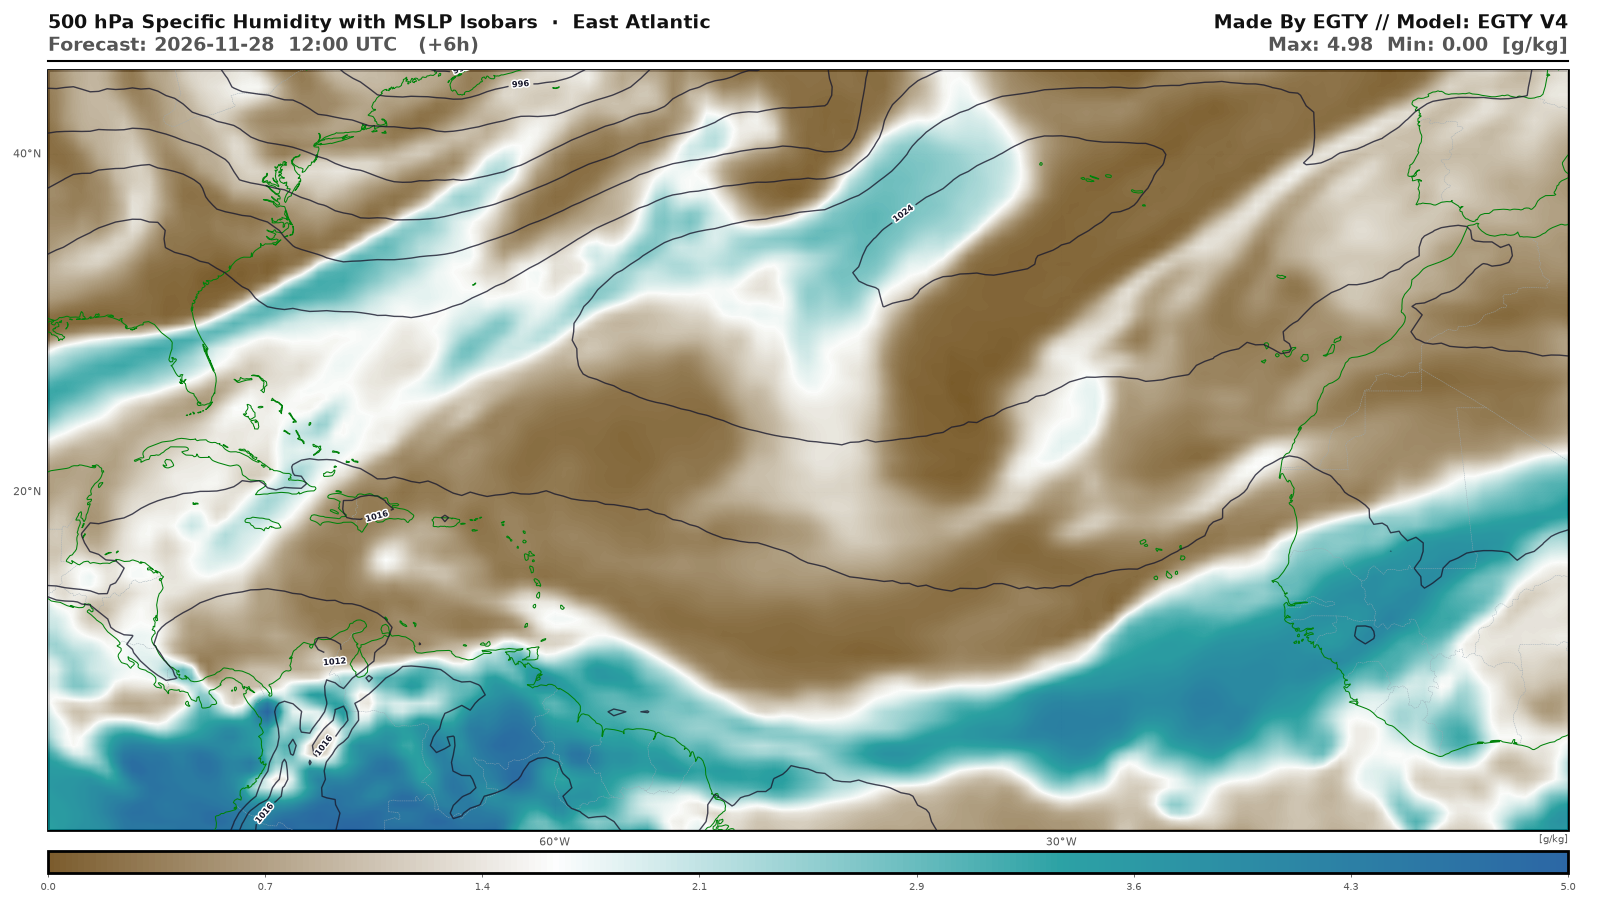 500 hPa Specific Humidity with MSLP Isobars · East Atlantic
Made By EGTY // Model: EGTY V4
Forecast: 2026-11-28 12:00 UTC (+6h)
Max: 4.98 Min: 0.00 [g/kg]
996
40°N
1024
20°N
1016
1012
1016
1016
60°W
30°W
[g/kg]
0.0
0.7
1.4
2.1
2.9
3.6
4.3
5.0